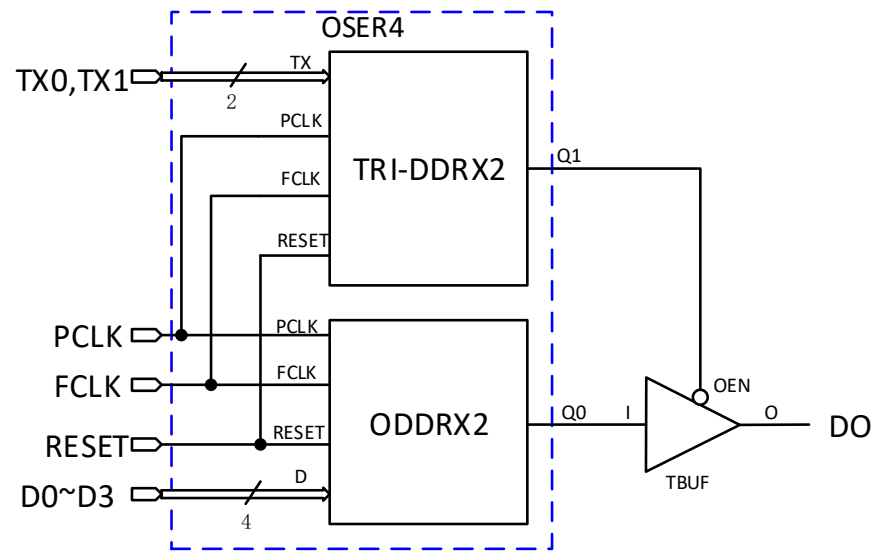 OSER4
TX0,TX1
2
TX
PCLK
FCLK
RESET
TRI-DDRX2
Q1
PCLK
FCLK
RESET
D0~D3
4
PCLK
FCLK
RESET
D
ODDRX2
Q0
I
OEN
O
DO
TBUF